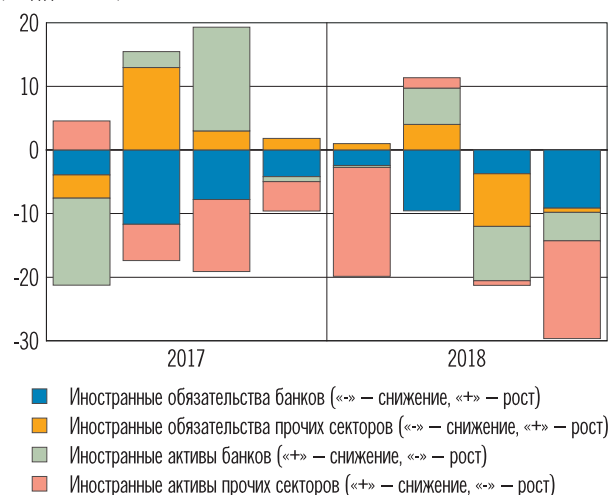 20
10
0
-10
-20
-30
2017 2018
Иностранные обязательства банков («-» – снижение, «+» – рост)
Иностранные обязательства прочих секторов («-» – снижение, «+» – рост)
Иностранные активы банков («+» – снижение, «-» – рост)
Иностранные активы прочих секторов («+» – снижение, «-» – рост)